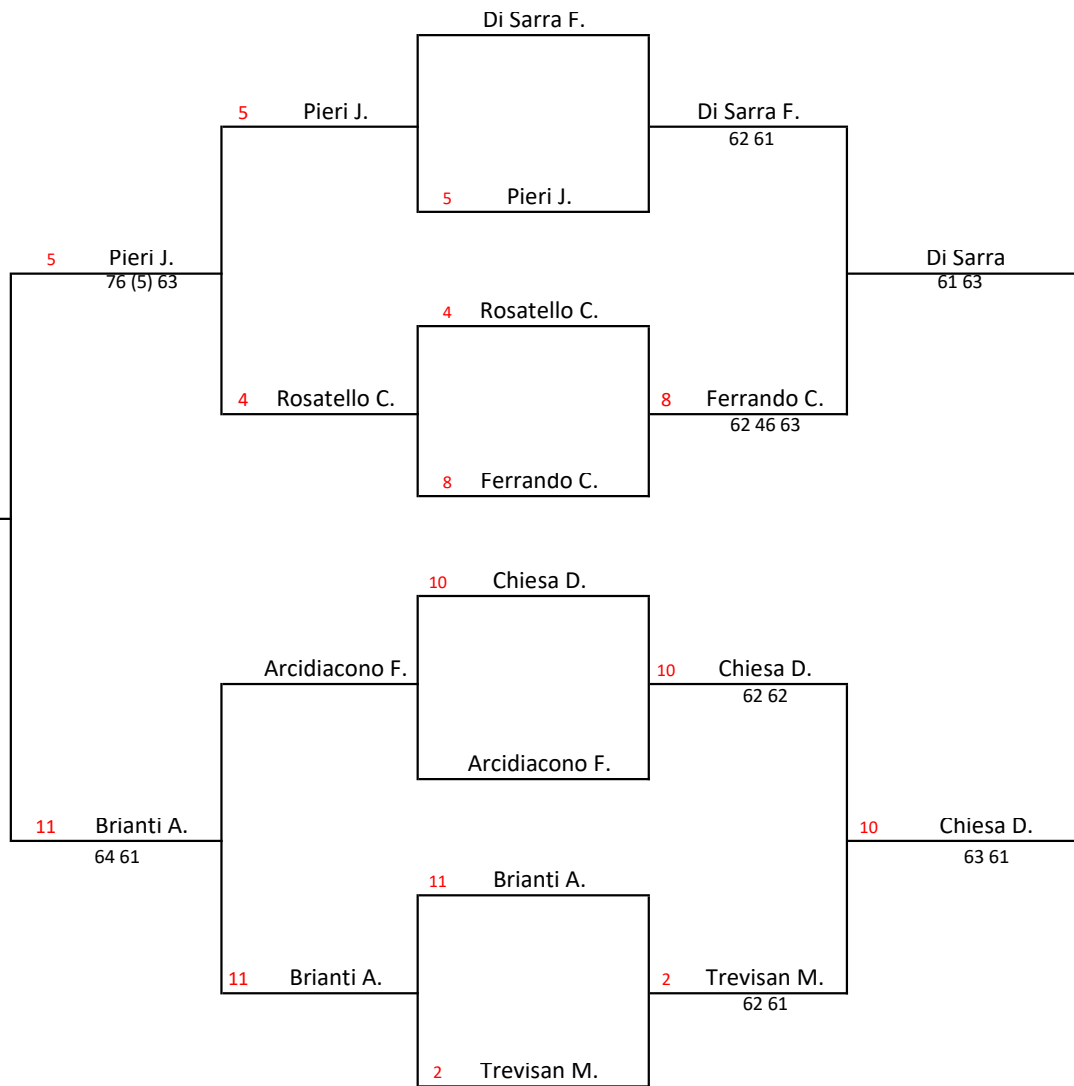 Di Sarra F.
5 Pieri J.
Di Sarra F.
62 61
5 Pieri J.
5 Pieri J.
76 (5) 63
Di Sarra
61 63
4 Rosatello C.
4 Rosatello C.
8 Ferrando C.
62 46 63
8 Ferrando C.
10 Chiesa D.
Arcidiacono F.
10 Chiesa D.
62 62
Arcidiacono F.
11 Brianti A.
64 61
10 Chiesa D.
63 61
11 Brianti A.
11 Brianti A.
2 Trevisan M.
62 61
2 Trevisan M.